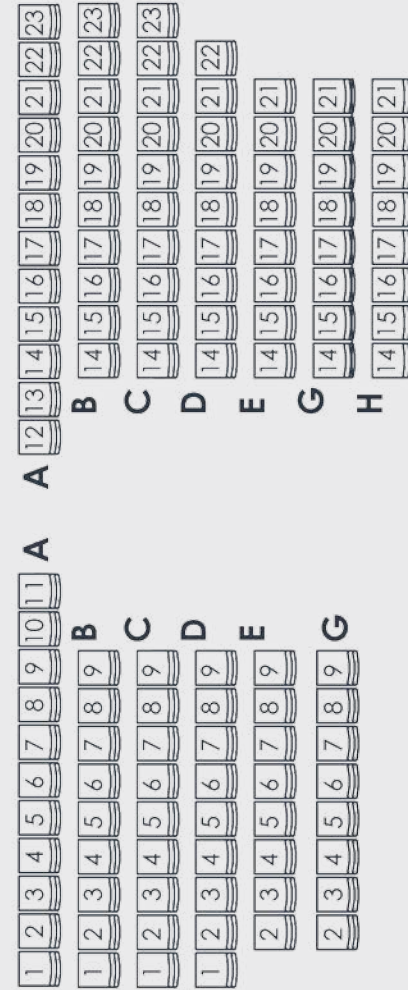 1 2 3 4 5 6 7 8 9 10 11 A A 12 13 14 15 16 17 18 19 20 21 22 23
1 2 3 4 5 6 7 8 9 B B 14 15 16 17 18 19 20 21 22 23
1 2 3 4 5 6 7 8 9 C C 14 15 16 17 18 19 20 21 22 23
1 2 3 4 5 6 7 8 9 D D 14 15 16 17 18 19 20 21 22
2 3 4 5 6 7 8 9 E E 14 15 16 17 18 19 20 21
2 3 4 5 6 7 8 9 G G 14 15 16 17 18 19 20 21
H 14 15 16 17 18 19 20 21